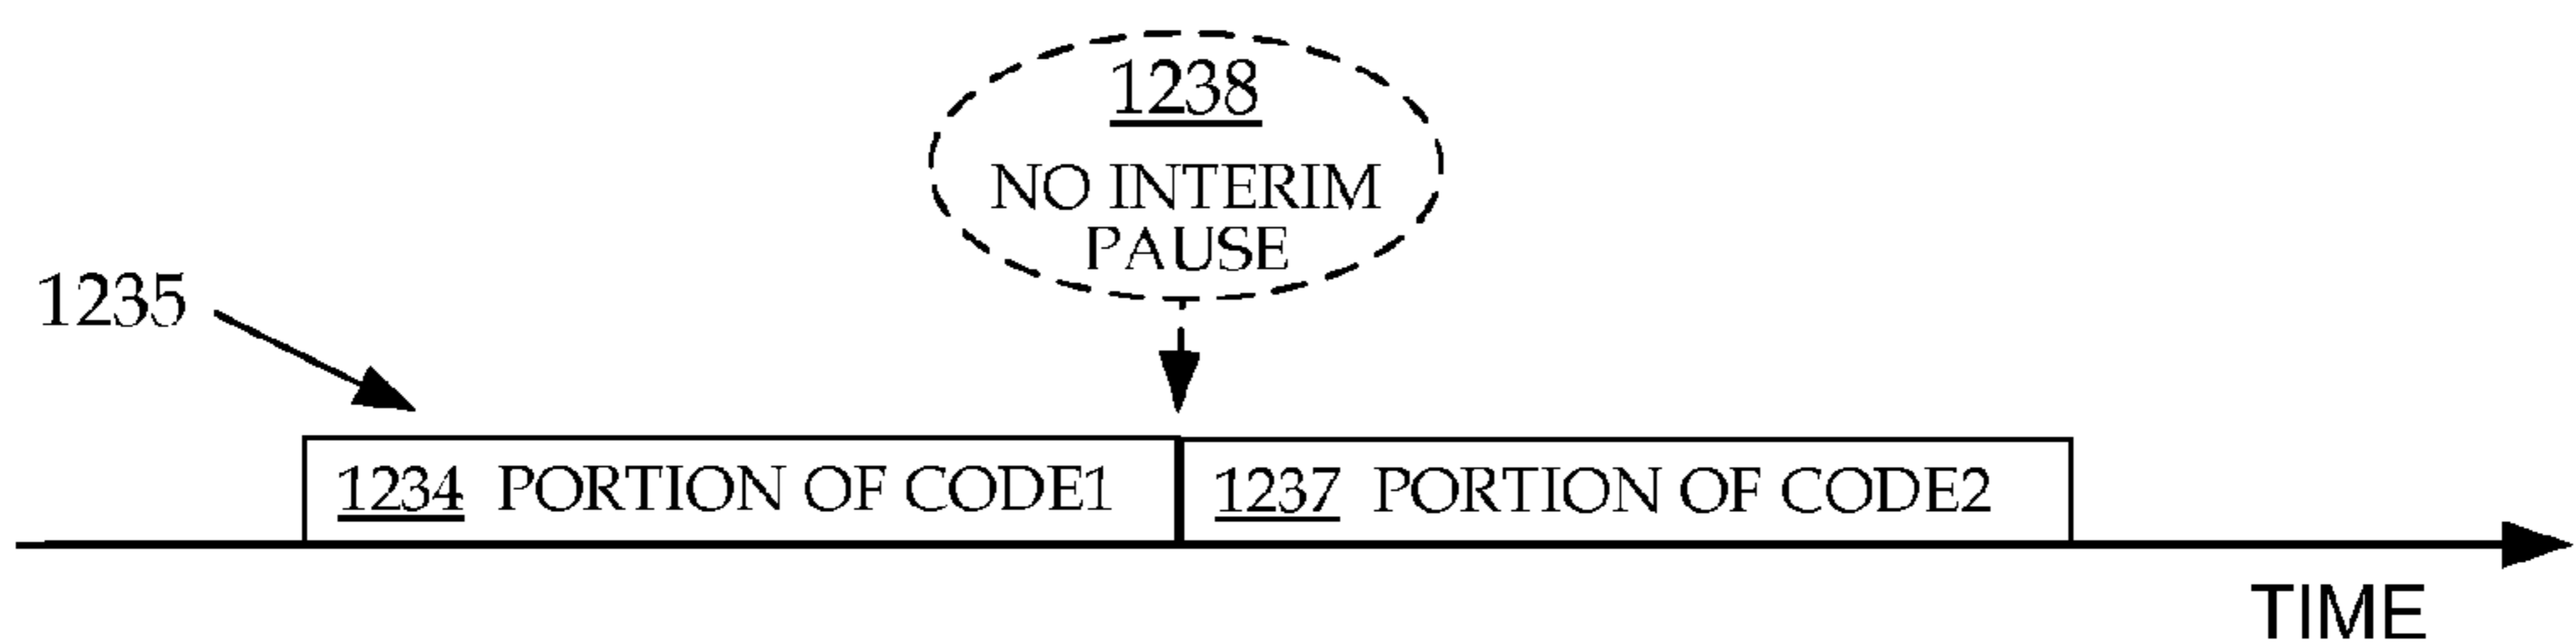 1238
NO INTERIM
PAUSE
1235
1234 PORTION OF CODE1
1237 PORTION OF CODE2
TIME